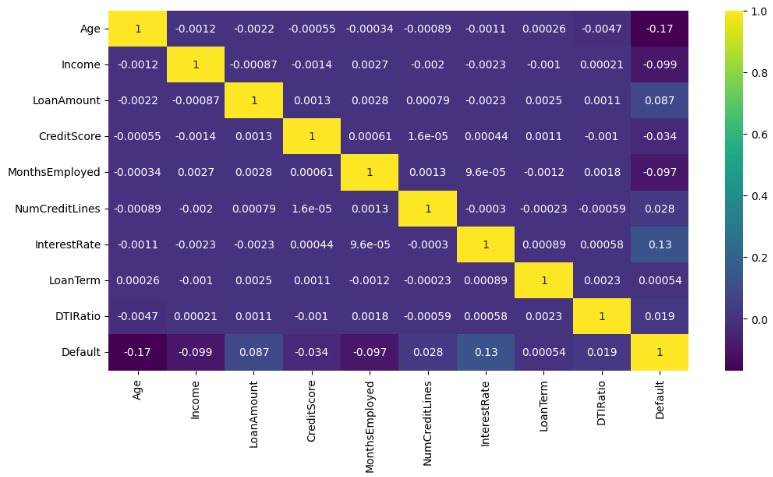 Age 1 -0.0012 -0.0022 -0.00055 -0.00034 -0.00089 -0.0011 0.00026 -0.0047 -0.17
Income -0.0012 1 -0.00087 -0.0014 0.0027 -0.002 -0.0023 -0.001 0.00021 -0.099
LoanAmount -0.0022 -0.00087 1 0.0013 0.0028 0.00079 -0.0023 0.0025 0.0011 0.087
CreditScore -0.00055 -0.0014 0.0013 1 0.00061 1.6e-05 0.00044 0.0011 -0.001 -0.034
MonthsEmployed -0.00034 0.0027 0.0028 0.00061 1 0.0013 9.6e-05 -0.0012 0.0018 -0.097
NumCreditLines -0.00089 -0.002 0.00079 1.6e-05 0.0013 1 -0.0003 -0.00023 -0.00059 0.028
InterestRate -0.0011 -0.0023 -0.0023 0.00044 9.6e-05 -0.0003 1 0.00089 0.00058 0.13
LoanTerm 0.00026 -0.001 0.0025 0.0011 -0.0012 -0.00023 0.00089 1 0.0023 0.00054
DTIRatio -0.0047 0.00021 0.0011 -0.001 0.0018 -0.00059 0.00058 0.0023 1 0.019
Default -0.17 -0.099 0.087 -0.034 -0.097 0.028 0.13 0.00054 0.019 1
Age
Income
LoanAmount
CreditScore
MonthsEmployed
NumCreditLines
InterestRate
LoanTerm
DTIRatio
Default
1.0
0.8
0.6
0.4
0.2
0.0